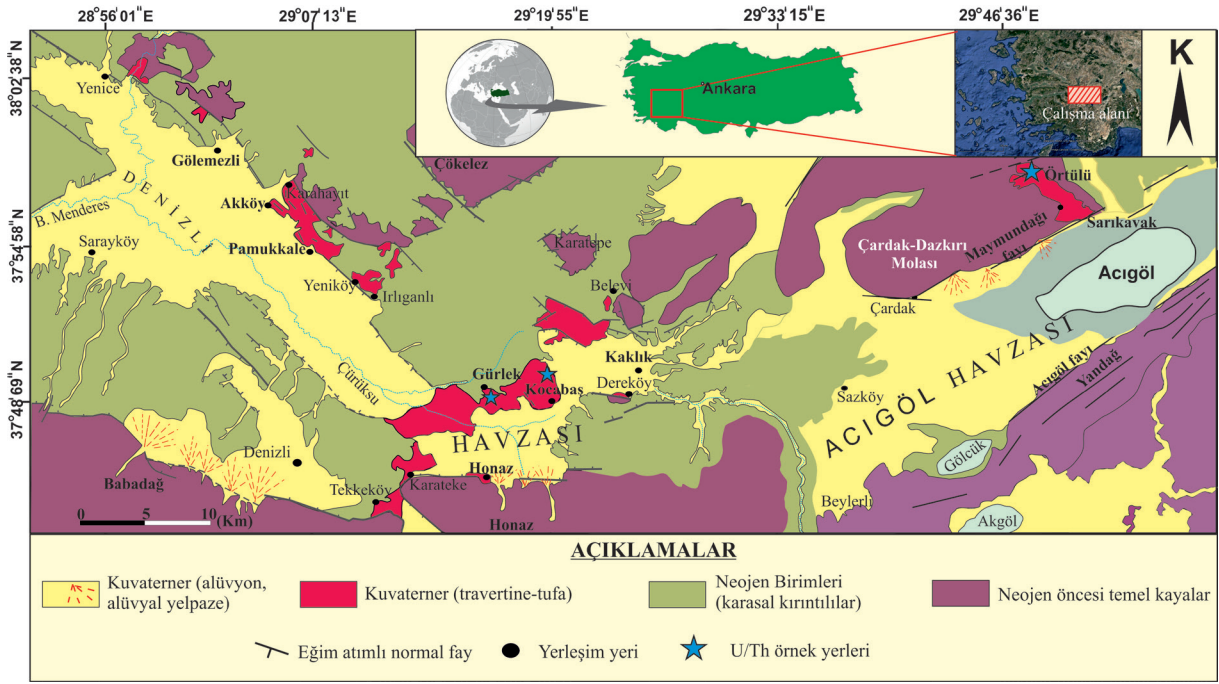 28°56'01"E
29°07'13"E
29°19'55"E
29°33'15"E
29°46'36"E
38°02'38"N
37°54'58"N
37°48'69"N
Ankara
Çalışma alanı
K
Yenice
Gölemezli
DENİZLİ
Karahayıt
Akköy
B. Menderes
Sarayköy
Pamukkale
Yeniköy
Irlıganlı
Çökelez
Karatepe
Belevi
Çardak-Dazkırı
Molası
Maymundağı
fayı
Örtülü
Sarıkavak
Acıgöl
Çardak
Kaklık
Dereköy
Gürlek
Kocabaş
Çürüksu
HAVZASI
Sazköy
ACIGÖL HAVZASI
Acıgöl fayı
Yandağ
Gölcük
Denizli
Babadağ
Tekkeköy
Karateke
Honaz
Honaz
Beylerli
Akgöl
0 5 10 (Km)
AÇIKLAMALAR
Kuvaterner (alüvyon,
alüvyal yelpaze)
Kuvaterner (travertine-tufa)
Neojen Birimleri
(karasal kırıntılılar)
Neojen öncesi temel kayalar
Eğim atımlı normal fay
Yerleşim yeri
U/Th örnek yerleri